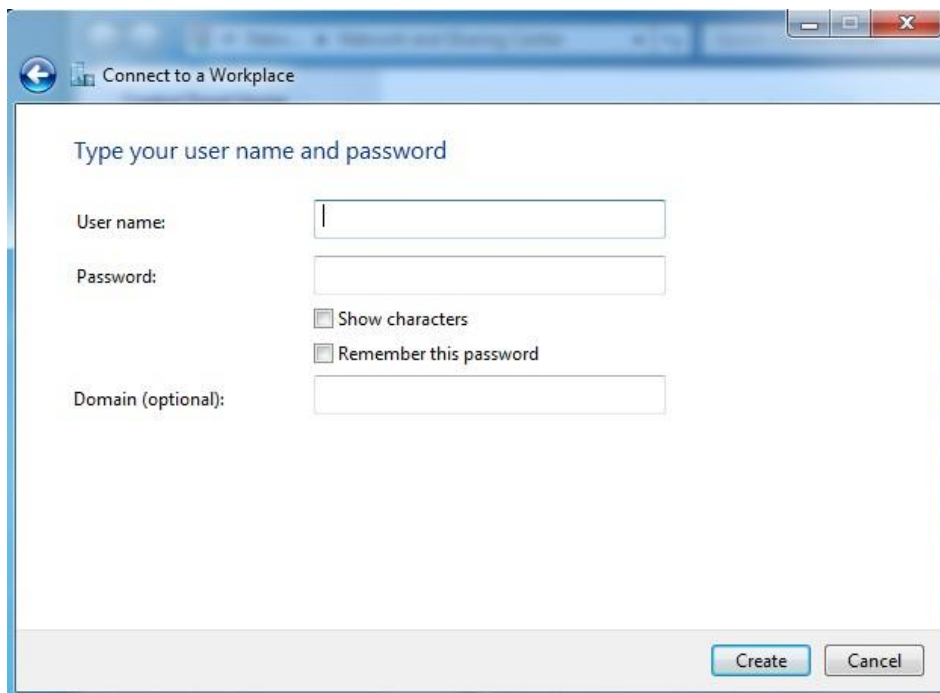 Connect to a Workplace
Type your user name and password
User name:
Password:
Show characters
Remember this password
Domain (optional):
Create
Cancel